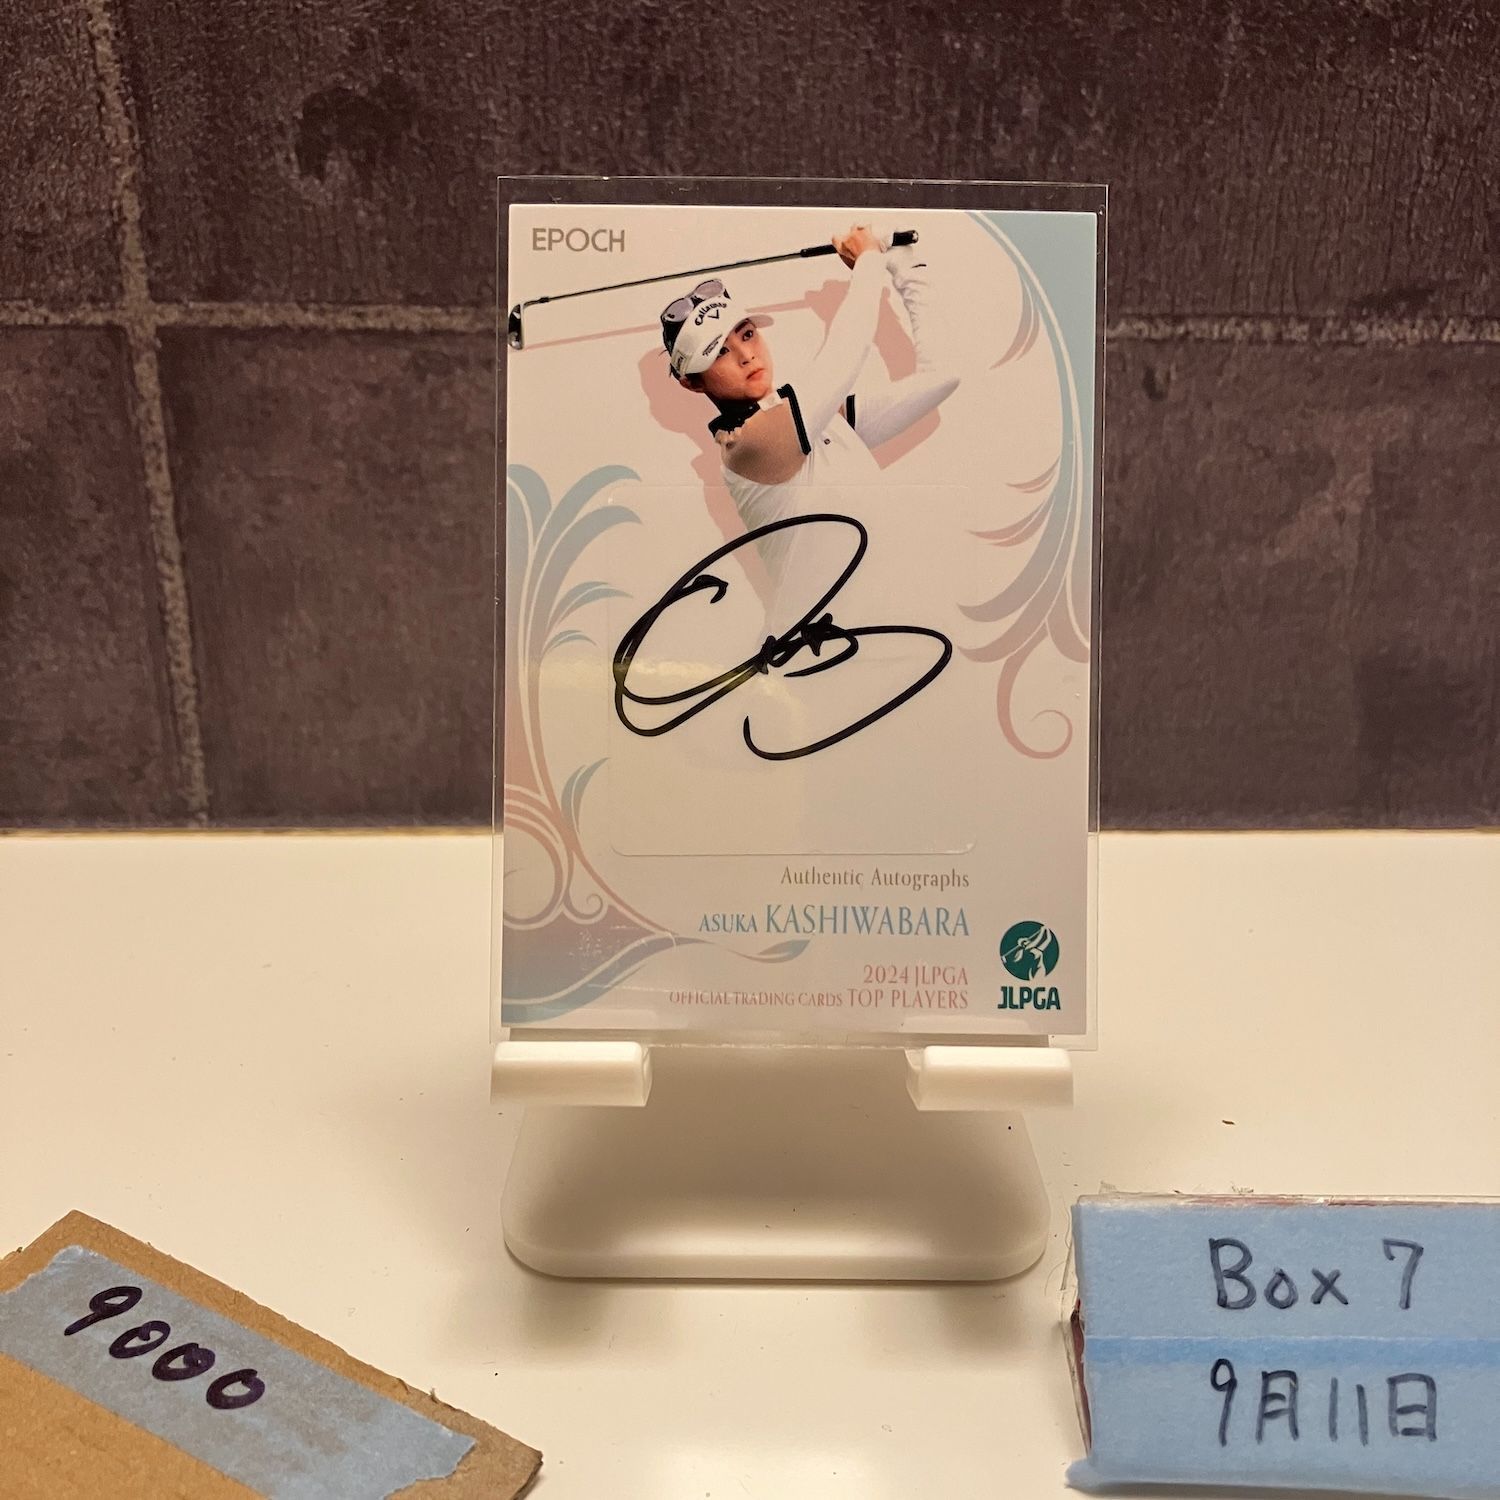 EPOCH
Callaway
Authentic Autographs
ASUKA KASHIWABARA
2024 JLPGA
OFFICIAL TRADING CARDS TOP PLAYERS
JLPGA
9000
Box 7
9月11日